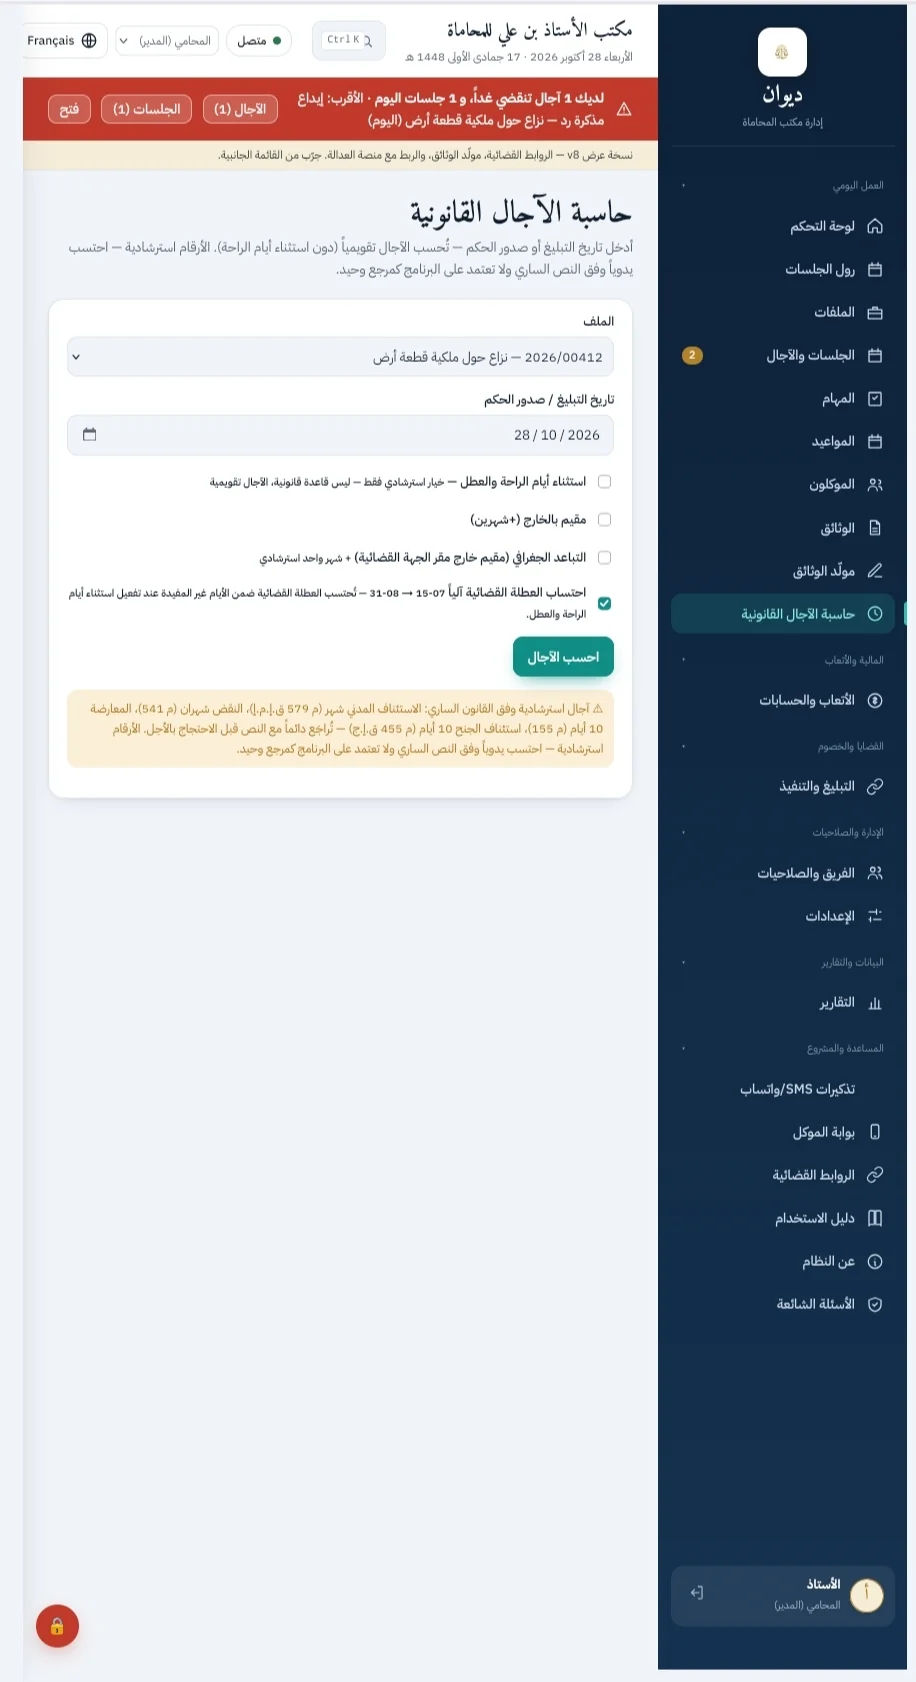 ديوان
إدارة مكتب المحاماة
العمل اليومي
لوحة التحكم
رول الجلسات
الملفات
الجلسات والآجال
2
المهام
المواعيد
الموكلون
الوثائق
مولّد الوثائق
حاسبة الآجال القانونية
المالية والأتعاب
الأتعاب والحسابات
القضايا والخصوم
التبليغ والتنفيذ
الإدارة والصلاحيات
الفريق والصلاحيات
الإعدادات
البيانات والتقارير
التقارير
المساعدة والمشروع
تذكيرات SMS/واتساب
بوابة الموكل
الروابط القضائية
دليل الاستخدام
عن النظام
الأسئلة الشائعة
أ
الأستاذ
المحامي (المدير)
مكتب الأستاذ بن علي للمحاماة
الأربعاء 28 أكتوبر 2026 · 17 جمادى الأولى 1448 هـ
Ctrl K
متصل
المحامي (المدير)
Français
لديك 1 آجال تنقضي غداً، و 1 جلسات اليوم · الأقرب: إيداع
مذكرة رد — نزاع حول ملكية قطعة أرض (اليوم)
الآجال (1)
الجلسات (1)
فتح
نسخة عرض v8 — الروابط القضائية، مولّد الوثائق، والربط مع منصة العدالة. جرّب من القائمة الجانبية.
حاسبة الآجال القانونية
أدخل تاريخ التبليغ أو صدور الحكم — تُحسب الآجال تقويمياً (دون استثناء أيام الراحة). الأرقام استرشادية — احتسب
يدوياً وفق النص الساري ولا تعتمد على البرنامج كمرجع وحيد.
الملف
2026/00412 — نزاع حول ملكية قطعة أرض
تاريخ التبليغ / صدور الحكم
28 / 10 / 2026
استثناء أيام الراحة والعطل — خيار استرشادي فقط — ليس قاعدة قانونية، الآجال تقويمية
مقيم بالخارج (+شهرين)
التباعد الجغرافي (مقيم خارج مقر الجهة القضائية) + شهر واحد استرشادي
احتساب العطلة القضائية آلياً 07-15 → 08-31 — تُحتسب العطلة القضائية ضمن الأيام غير المفيدة عند تفعيل استثناء أيام
الراحة والعطل.
احسب الآجال
⚠ آجال استرشادية وفق القانون الساري: الاستئناف المدني شهر (م 579 ق.إ.م.إ)، النقض شهران (م 541)، المعارضة
10 أيام (م 155)، استئناف الجنح 10 أيام (م 455 ق.إ.ج) — تُراجَع دائماً مع النص قبل الاحتجاج بالأجل. الأرقام
استرشادية — احتسب يدوياً وفق النص الساري ولا تعتمد على البرنامج كمرجع وحيد.